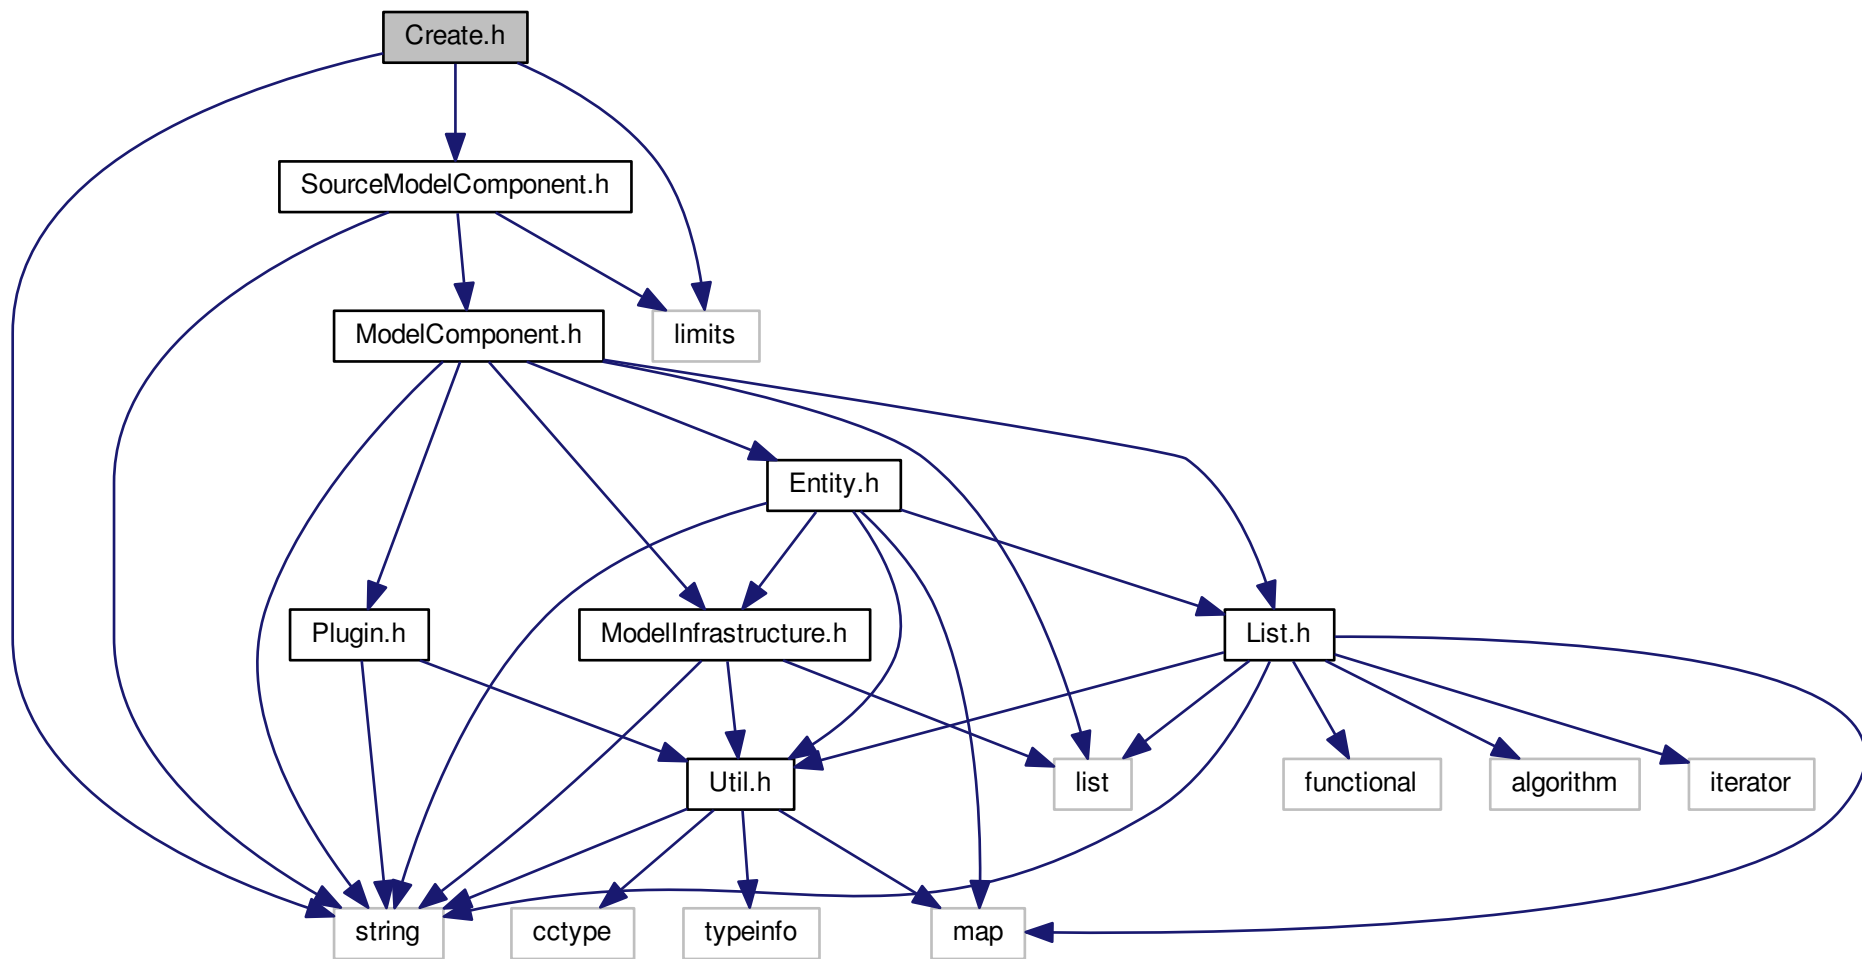 Create.h
SourceModelComponent.h
ModelComponent.h
limits
Entity.h
Plugin.h
ModelInfrastructure.h
List.h
Util.h
list
functional
algorithm
iterator
string
cctype
typeinfo
map